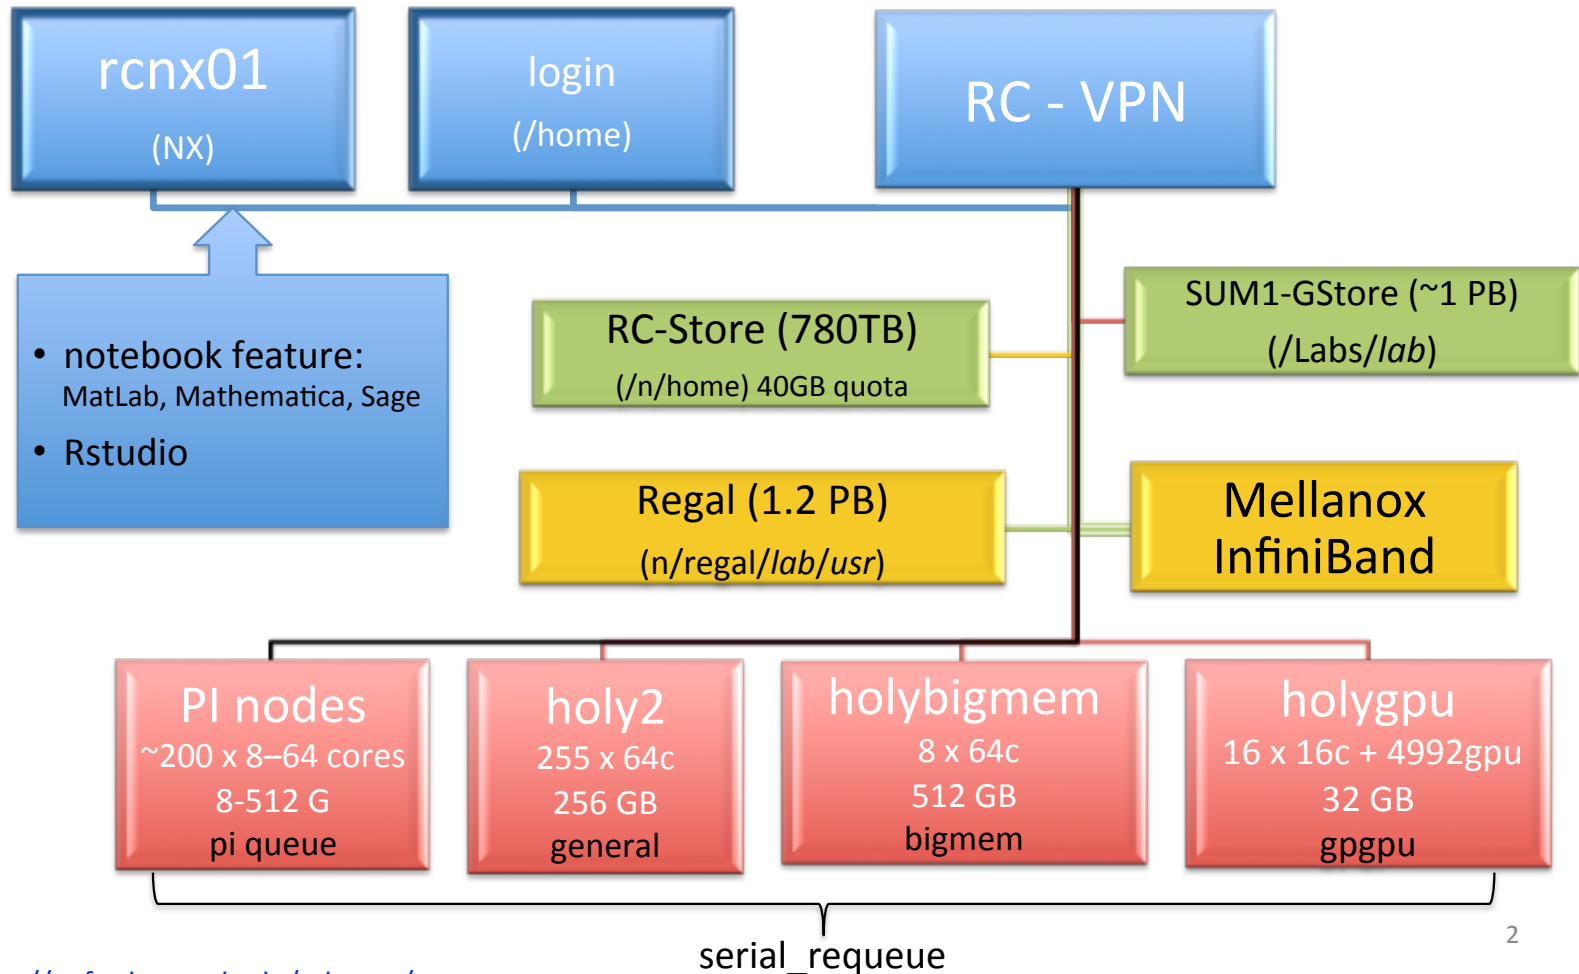 rcnx01
(NX)
login
(/home)
RC - VPN
• notebook feature:
MatLab, Mathematica, Sage
• Rstudio
RC-Store (780TB)
(/n/home) 40GB quota
SUM1-GStore (~1 PB)
(/Labs/lab)
Regal (1.2 PB)
(n/regal/lab/usr)
Mellanox
InfiniBand
PI nodes
~200 x 8–64 cores
8-512 G
pi queue
holy2
255 x 64c
256 GB
general
holybigmem
8 x 64c
512 GB
bigmem
holygpu
16 x 16c + 4992gpu
32 GB
gpgpu
serial_requeue
2